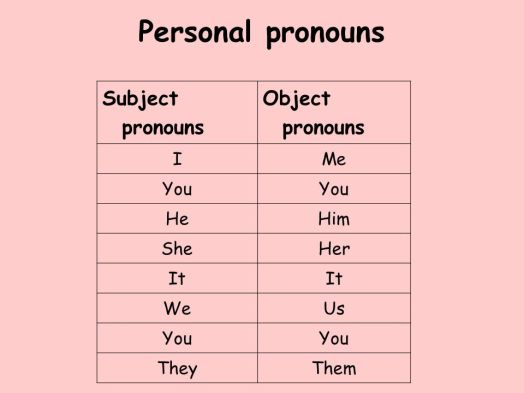 Personal pronouns
Subject pronouns
Object pronouns
I Me
You You
He Him
She Her
It It
We Us
You You
They Them